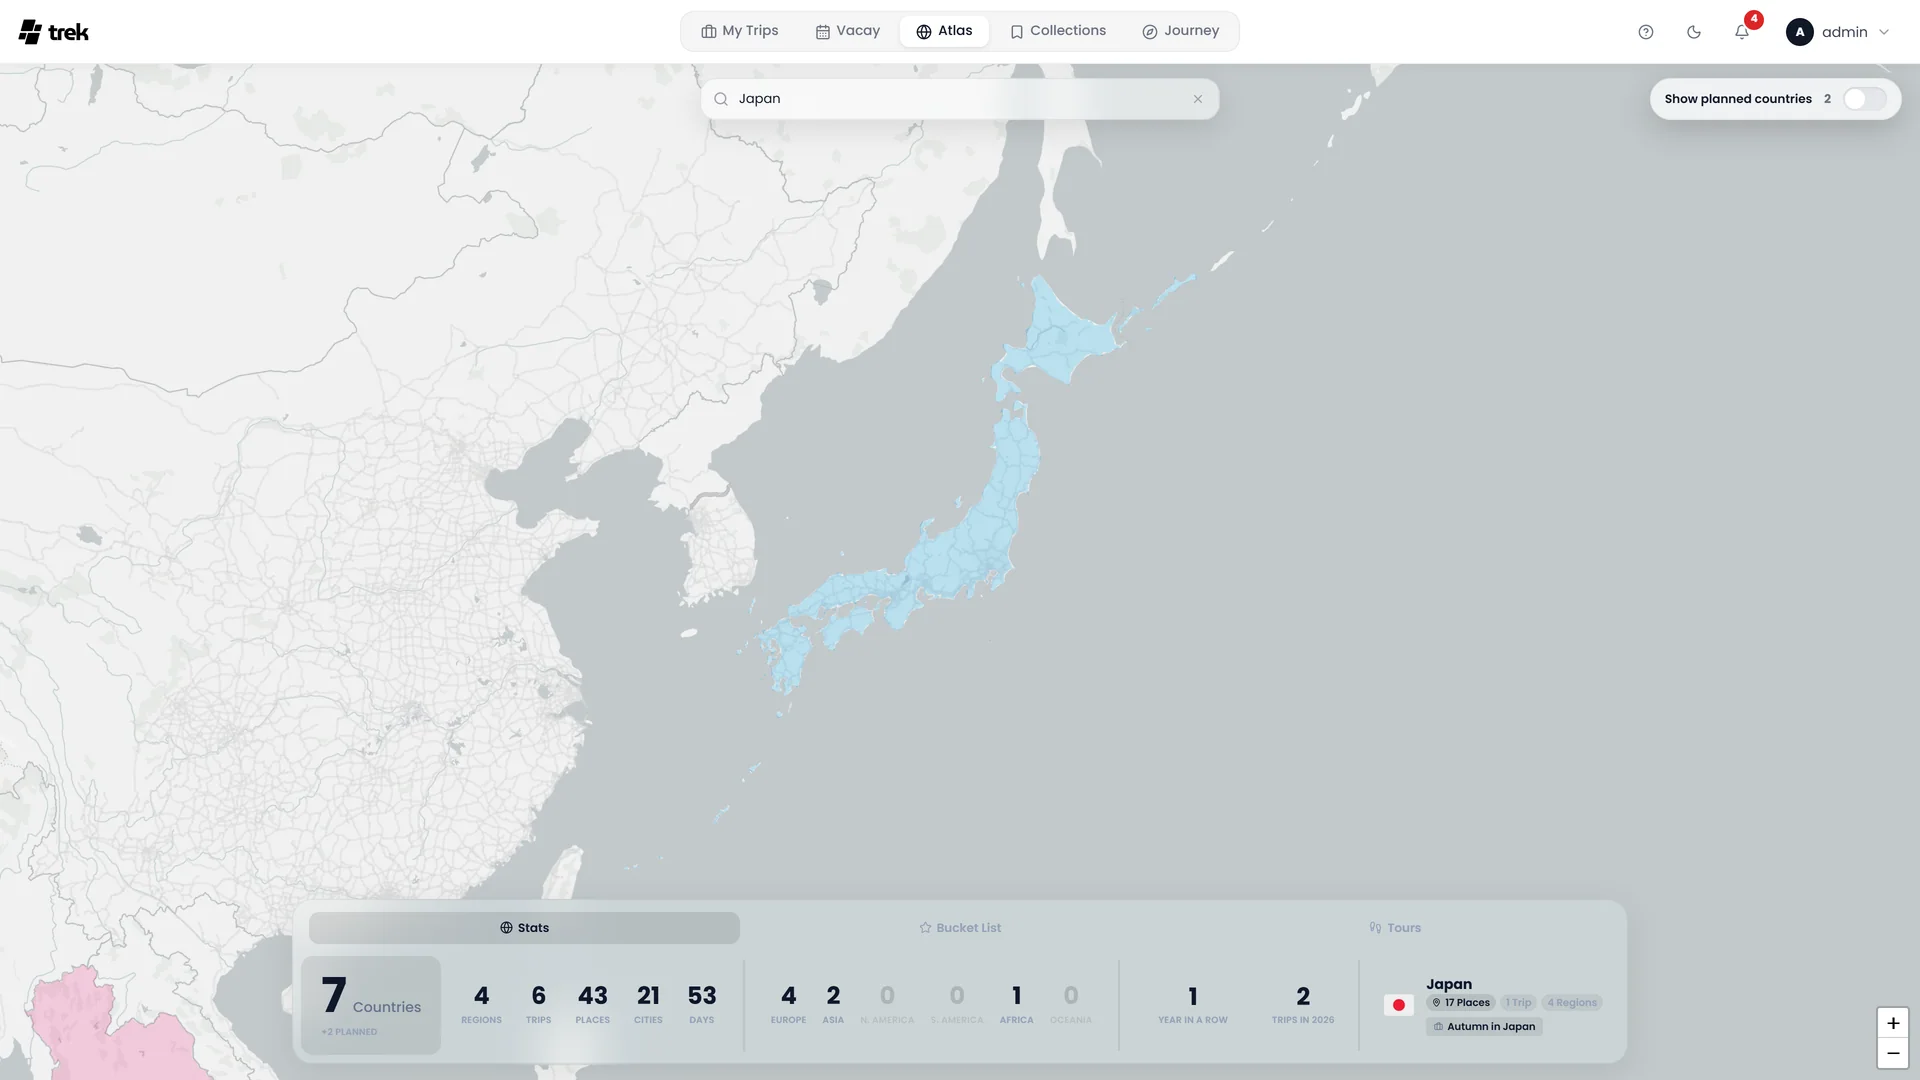 trek
My Trips
Vacay
Atlas
Collections
Journey
4
A
admin
Japan
Show planned countries 2
Stats
Bucket List
Tours
7 Countries
+2 PLANNED
4
REGIONS
6
TRIPS
43
PLACES
21
CITIES
53
DAYS
4
EUROPE
2
ASIA
0
N. AMERICA
0
S. AMERICA
1
AFRICA
0
OCEANIA
1
YEAR IN A ROW
2
TRIPS IN 2026
Japan
17 Places 1 Trip 4 Regions
Autumn in Japan
+
−